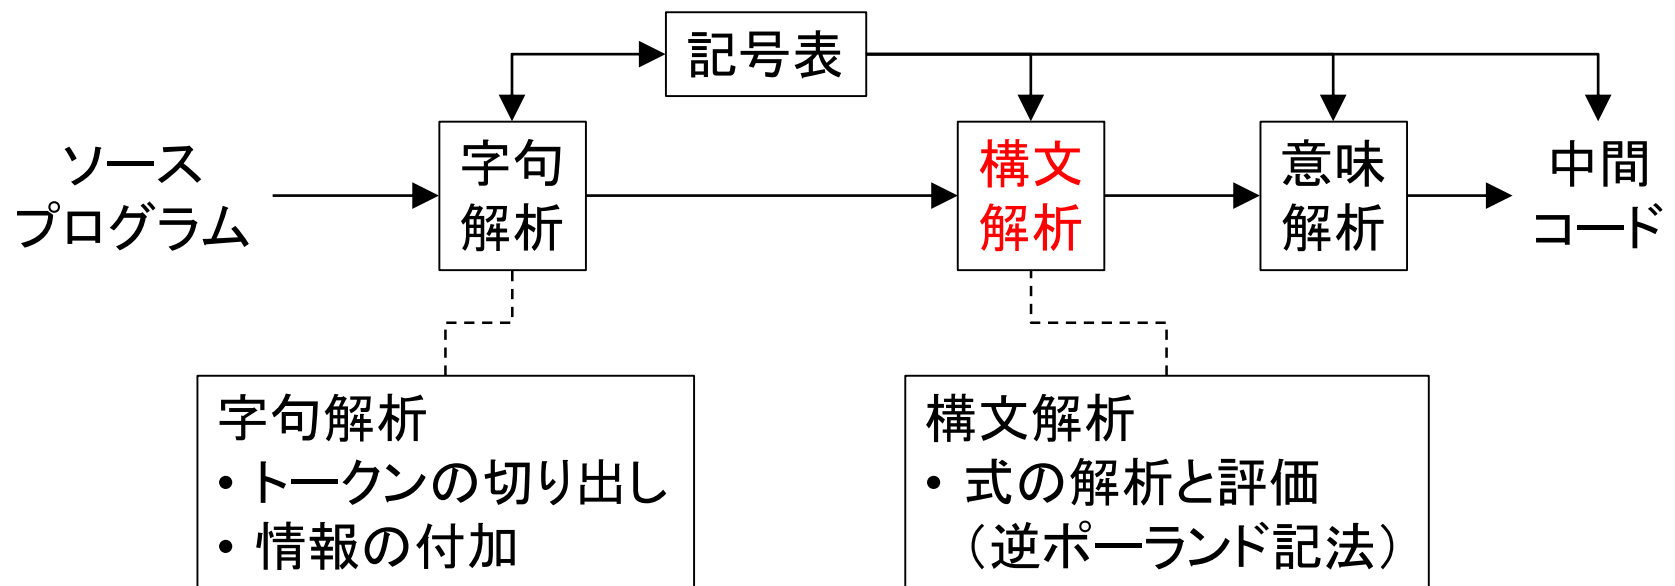 記号表
ソース
プログラム
字句
解析
構文
解析
意味
解析
中間
コード
字句解析
• トークンの切り出し
• 情報の付加
構文解析
• 式の解析と評価
（逆ポーランド記法）